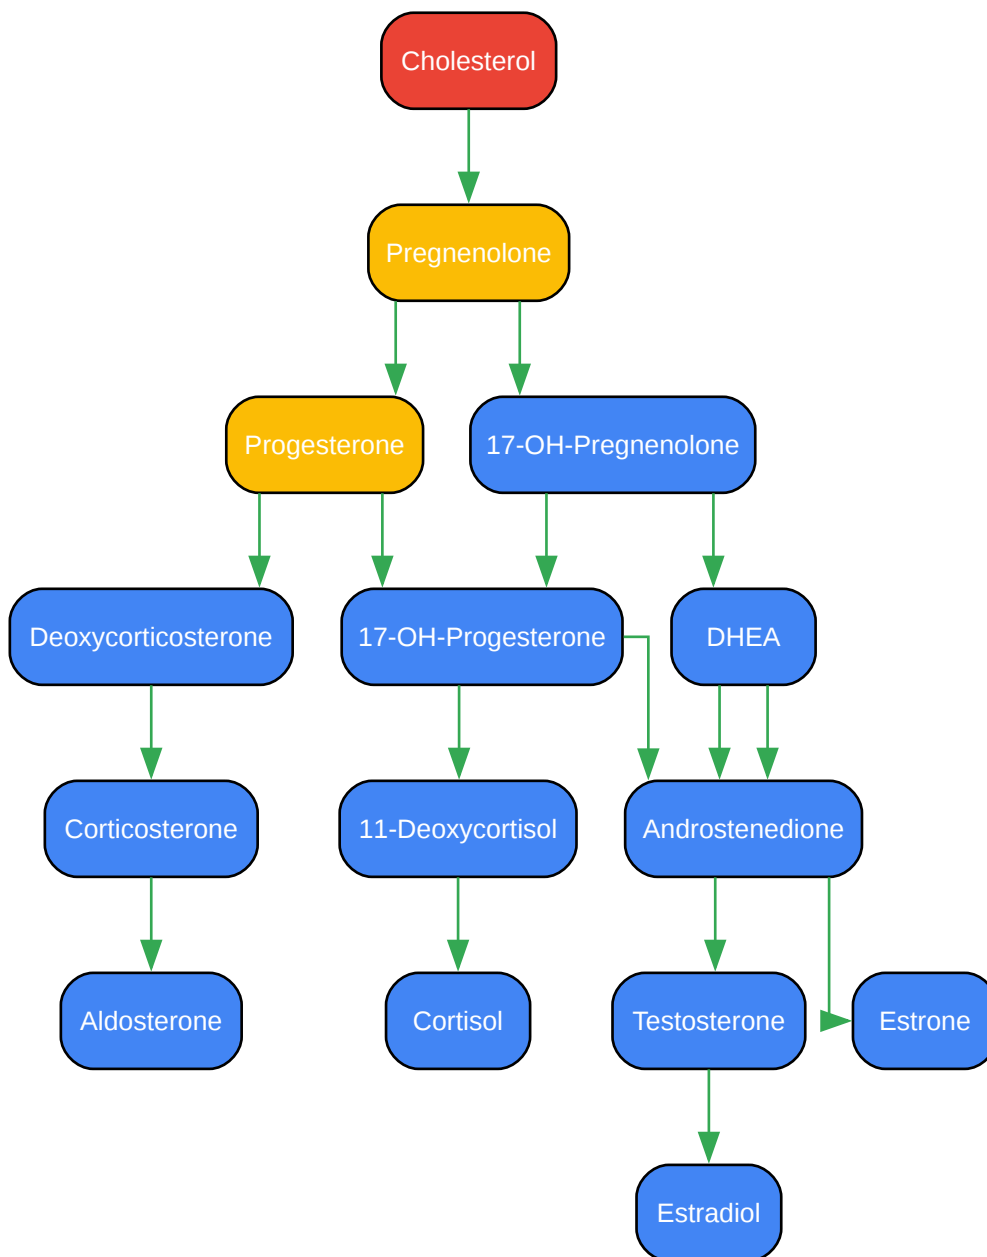 Cholesterol
Pregnenolone
Progesterone
17-OH-Pregnenolone
Deoxycorticosterone
17-OH-Progesterone
DHEA
Corticosterone
11-Deoxycortisol
Androstenedione
Aldosterone
Cortisol
Testosterone
Estrone
Estradiol